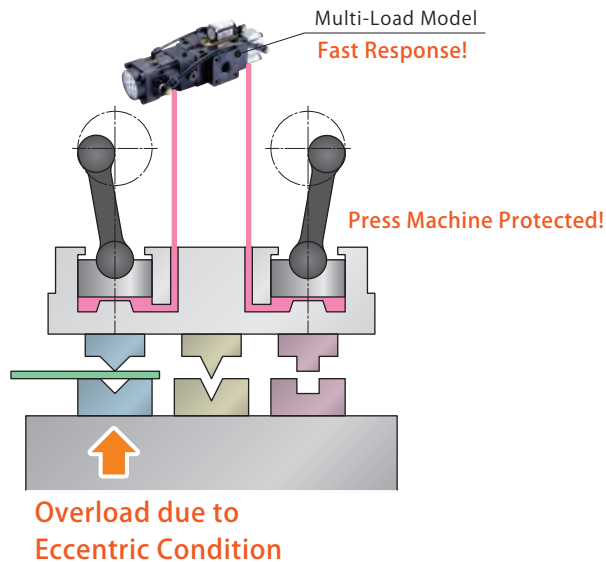 Multi-Load Model
Fast Response!
Press Machine Protected!
Overload due to
Eccentric Condition